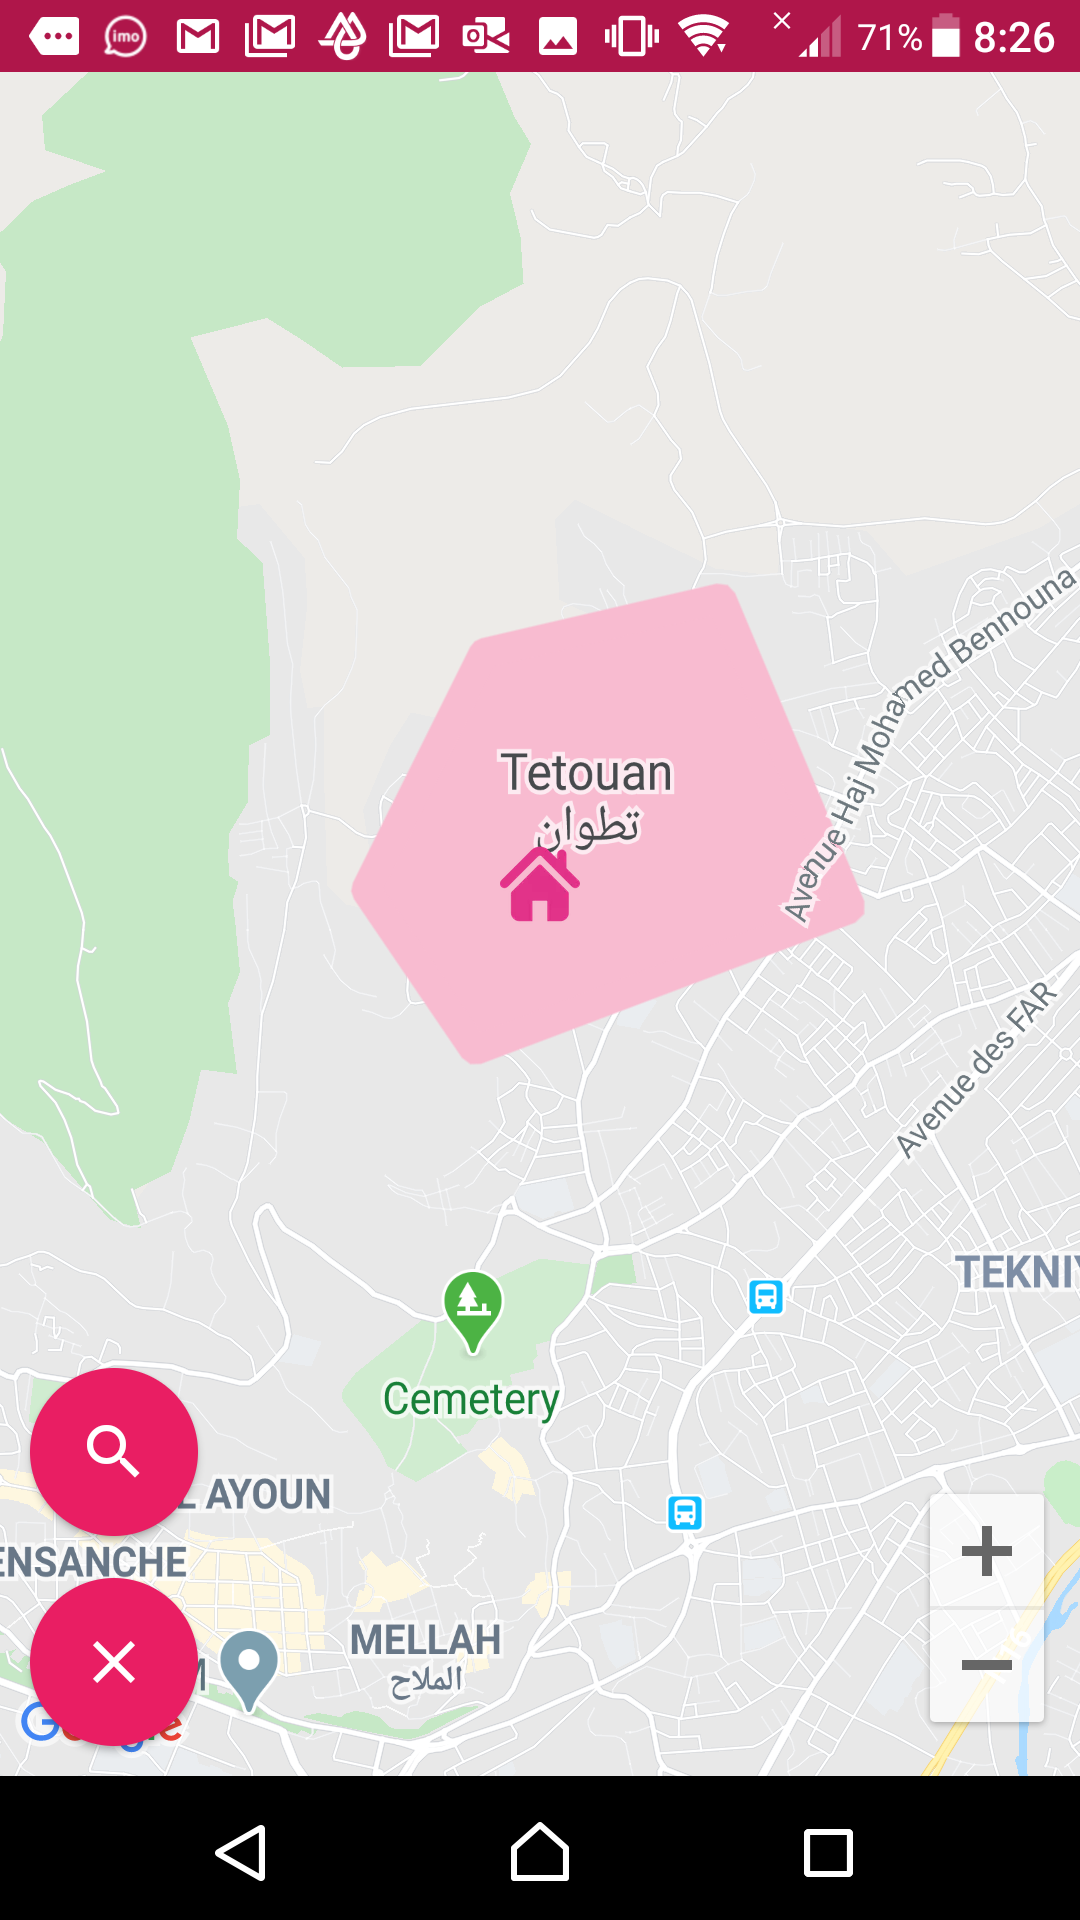 imo
71%
8:26
Avenue Haj Mohamed Bennouna
Tetouan
تطوان
Avenue des FAR
TEKNIY
Cemetery
L AYOUN
ENSANCHE
MELLAH
الملاح
M
Google